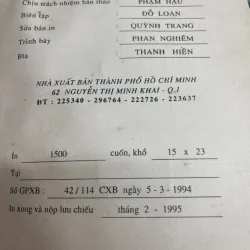 Chịu trách nhiệm bản thảo PHẠM HẬU
Biên tập : ĐỖ LOAN
Sửa bản in : QUỲNH TRANG
Trình bày : PHAN NGHIÊM
Bìa : THANH HIỀN
NHÀ XUẤT BẢN THÀNH PHỐ HỒ CHÍ MINH
62 NGUYỄN THỊ MINH KHAI - Q.1
ĐT : 225340 - 296764 - 222726 - 223637
In 1500 cuốn, khổ 15 x 23
Tại
Số GPXB : 42/114 CXB ngày 5-3-1994
In xong và nộp lưu chiểu tháng 2 - 1995